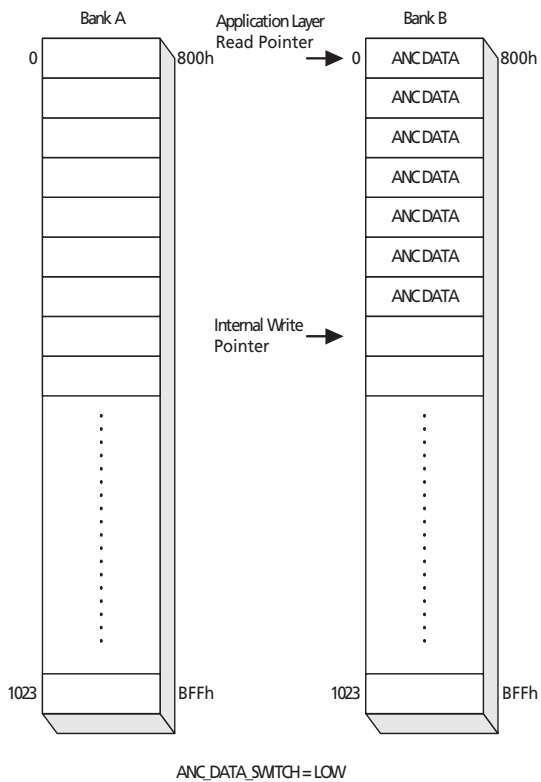 Bank A
Application Layer
Read Pointer
Bank B
0
800h
0
ANC DATA
800h
ANC DATA
ANC DATA
ANC DATA
ANC DATA
ANC DATA
ANC DATA
Internal Write
Pointer
1023
BFFh
1023
BFFh
ANC_DATA_SWITCH = LOW